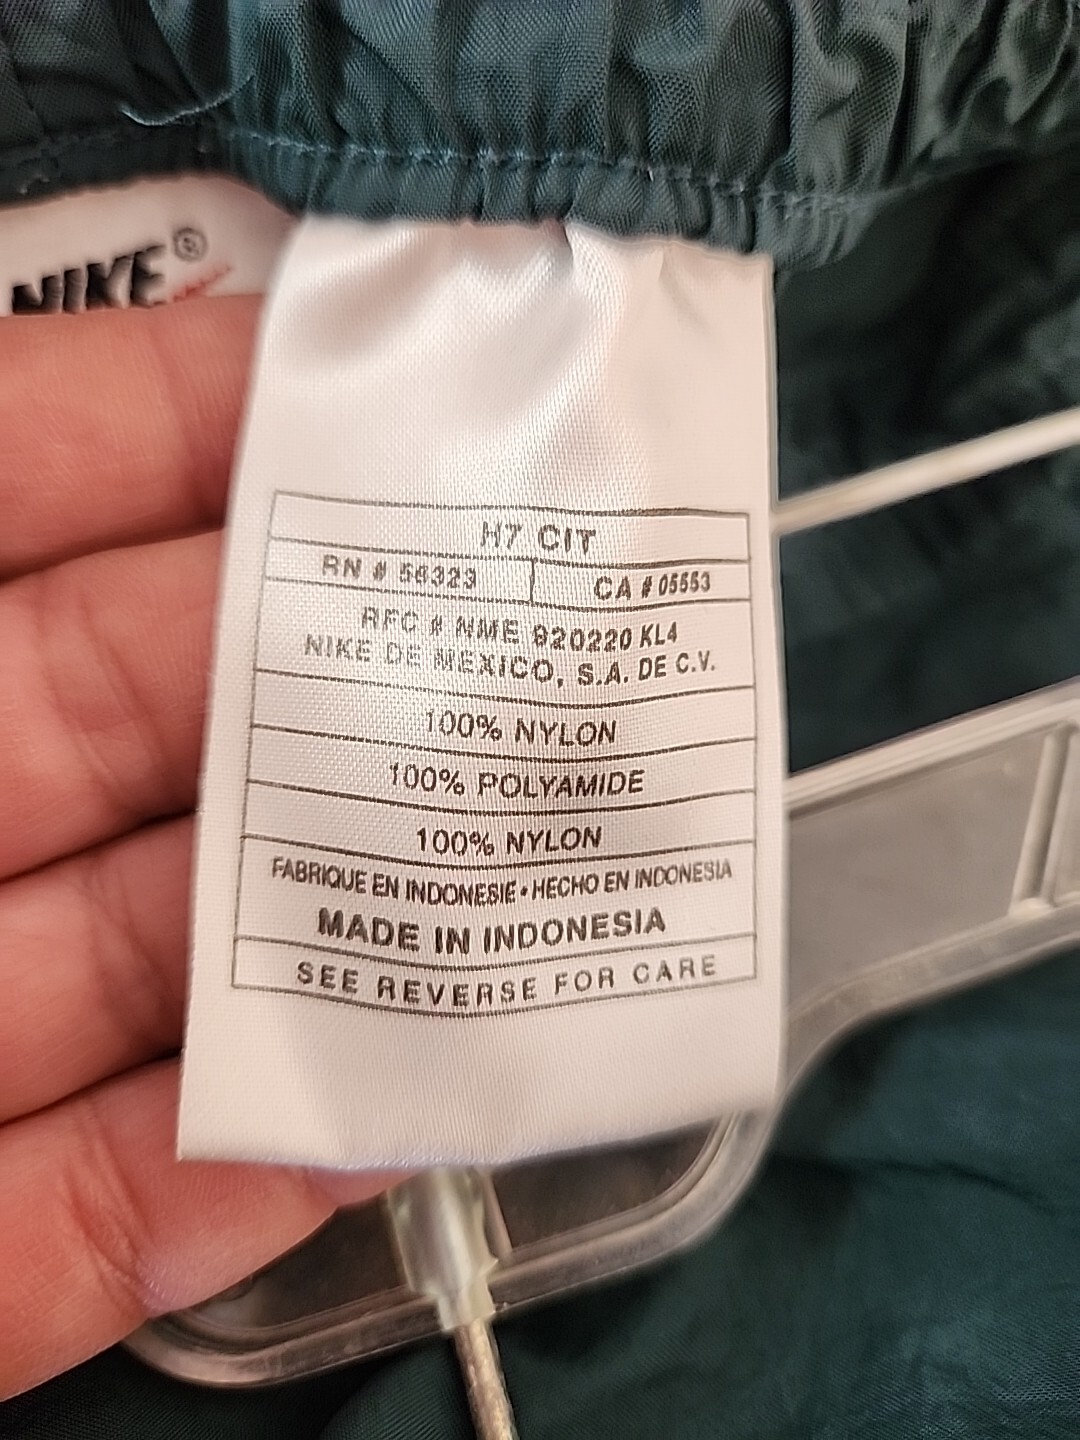 NIKE®
H7 CIT
RN # 56323 CA # 05553
RFC # NME 920220 KL4
NIKE DE MEXICO, S.A. DE C.V.
100% NYLON
100% POLYAMIDE
100% NYLON
FABRIQUE EN INDONESIE • HECHO EN INDONESIA
MADE IN INDONESIA
SEE REVERSE FOR CARE